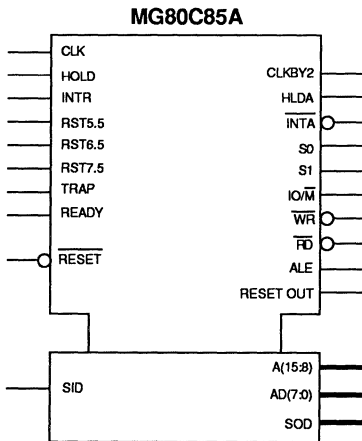 MG80C85A
CLK
HOLD
INTR
RST5.5
RST6.5
RST7.5
TRAP
READY
RESET
CLKBY2
HLDA
INTA
S0
S1
IO/M
WR
RD
ALE
RESET OUT
SID
A(15:8)
AD(7:0)
SOD